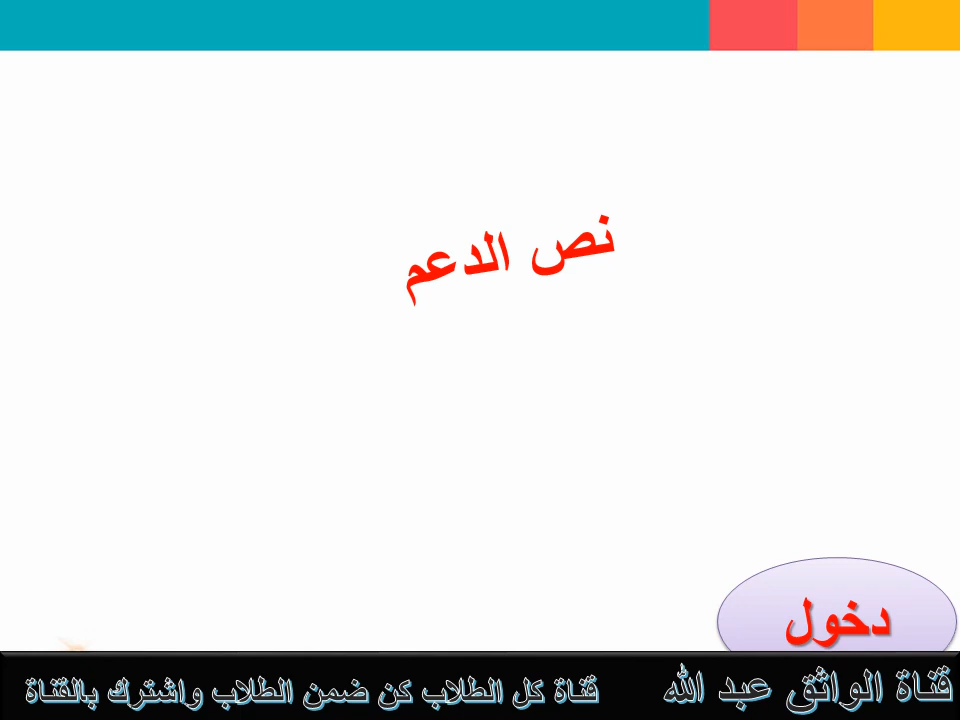 نص الدعم
دخول
قناة الواثق عبد الله
قناة كل الطلاب كن ضمن الطلاب واشترك بالقناة